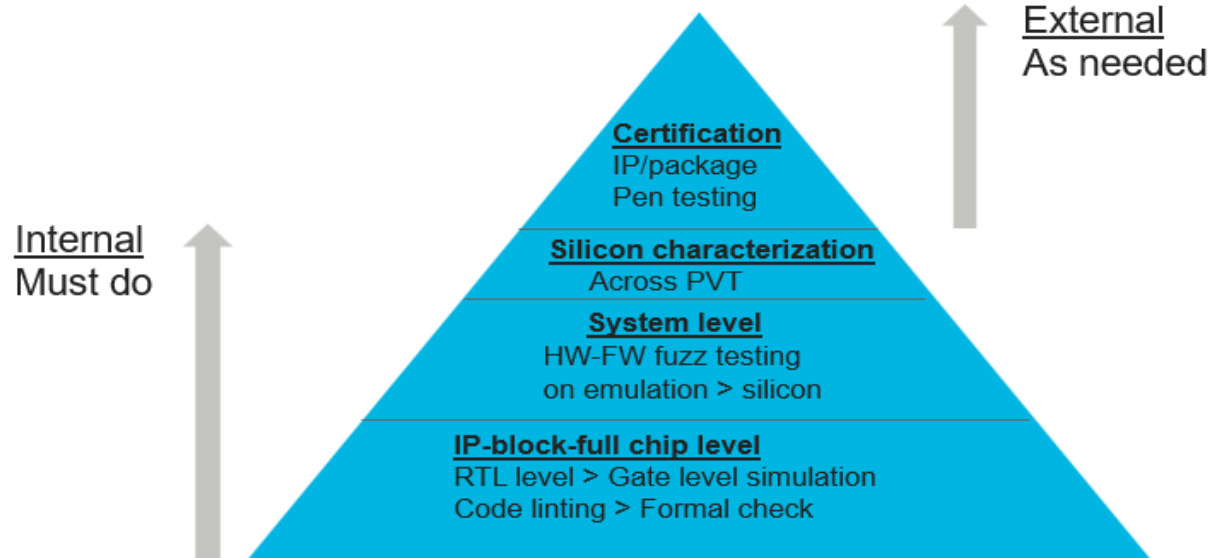 External
As needed
Certification
IP/package
Pen testing
Internal
Must do
Silicon characterization
Across PVT
System level
HW-FW fuzz testing
on emulation > silicon
IP-block-full chip level
RTL level > Gate level simulation
Code linting > Formal check